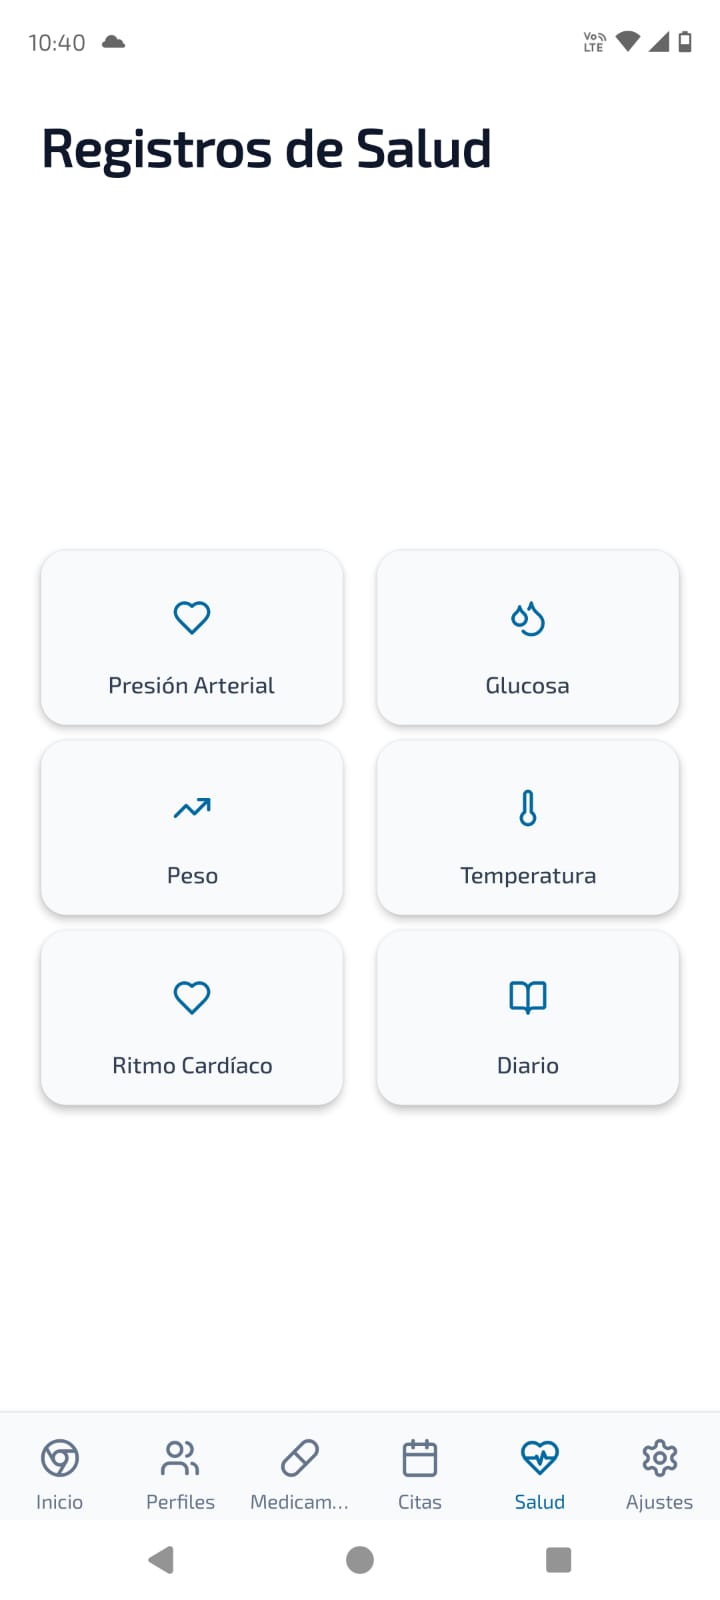 10:40
Vo LTE
Registros de Salud
Presión Arterial
Glucosa
Peso
Temperatura
Ritmo Cardíaco
Diario
Inicio
Perfiles
Medicam...
Citas
Salud
Ajustes